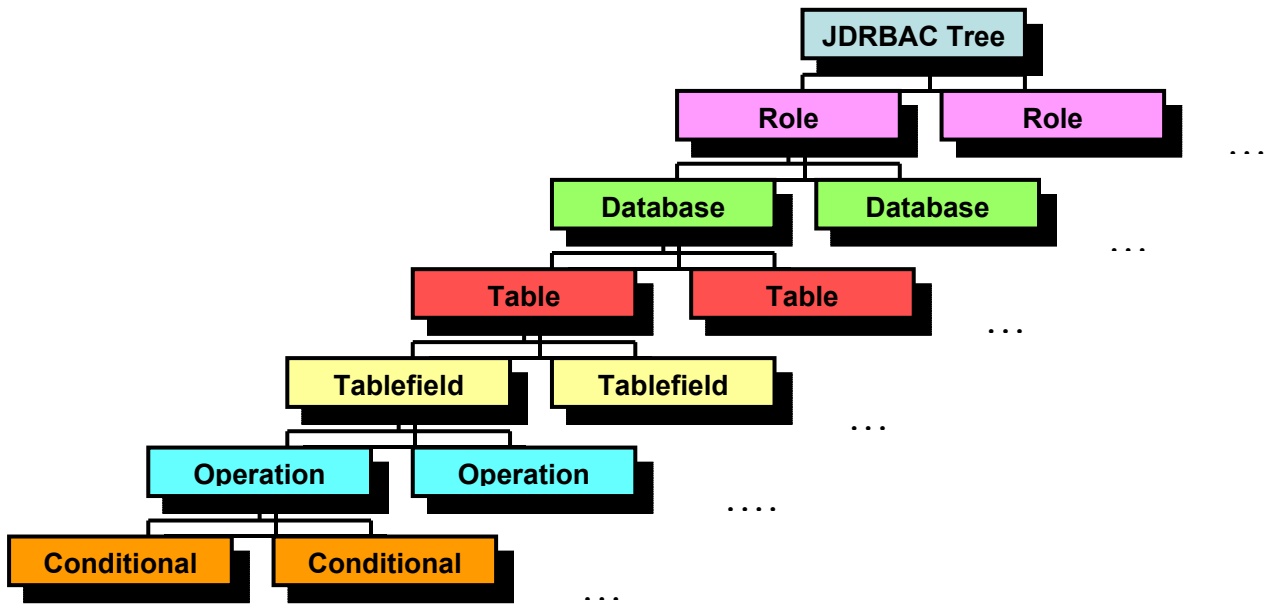 JDRBAC Tree
Role Role
. . .
Database Database
. . .
Table Table
. . .
Tablefield Tablefield
. . .
Operation Operation
. . . .
Conditional Conditional
. . .